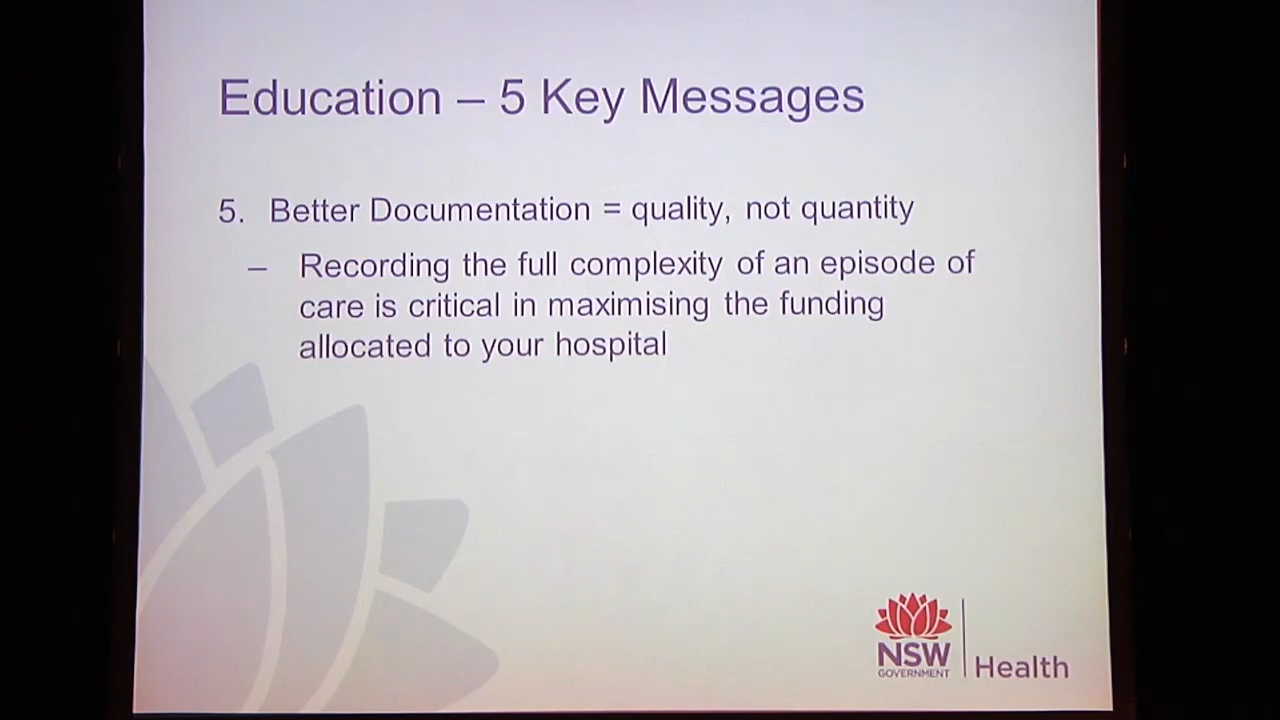 Education – 5 Key Messages
5. Better Documentation = quality, not quantity
– Recording the full complexity of an episode of
care is critical in maximising the funding
allocated to your hospital
NSW
GOVERNMENT
Health